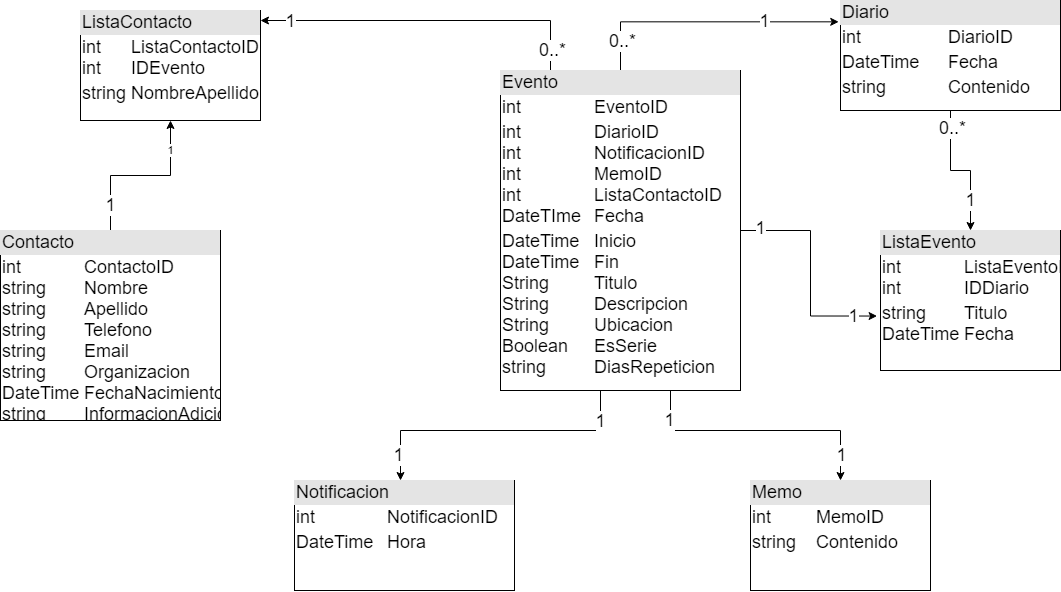 ListaContacto
int ListaContactoID
int IDEvento
string NombreApellido
1
0..*
0..*
1
Diario
int DiarioID
DateTime Fecha
string Contenido
0..*
1
1
1
Evento
int EventoID
int DiarioID
int NotificacionID
int MemoID
int ListaContactoID
DateTIme Fecha
DateTime Inicio
DateTime Fin
String Titulo
String Descripcion
String Ubicacion
Boolean EsSerie
string DiasRepeticion
1
1
ListaEvento
int ListaEventoI
int IDDiario
string Titulo
DateTime Fecha
Contacto
int ContactoID
string Nombre
string Apellido
string Telefono
string Email
string Organizacion
DateTime FechaNacimiento
string InformacionAdicio
1
1
1
1
Notificacion
int NotificacionID
DateTime Hora
Memo
int MemoID
string Contenido